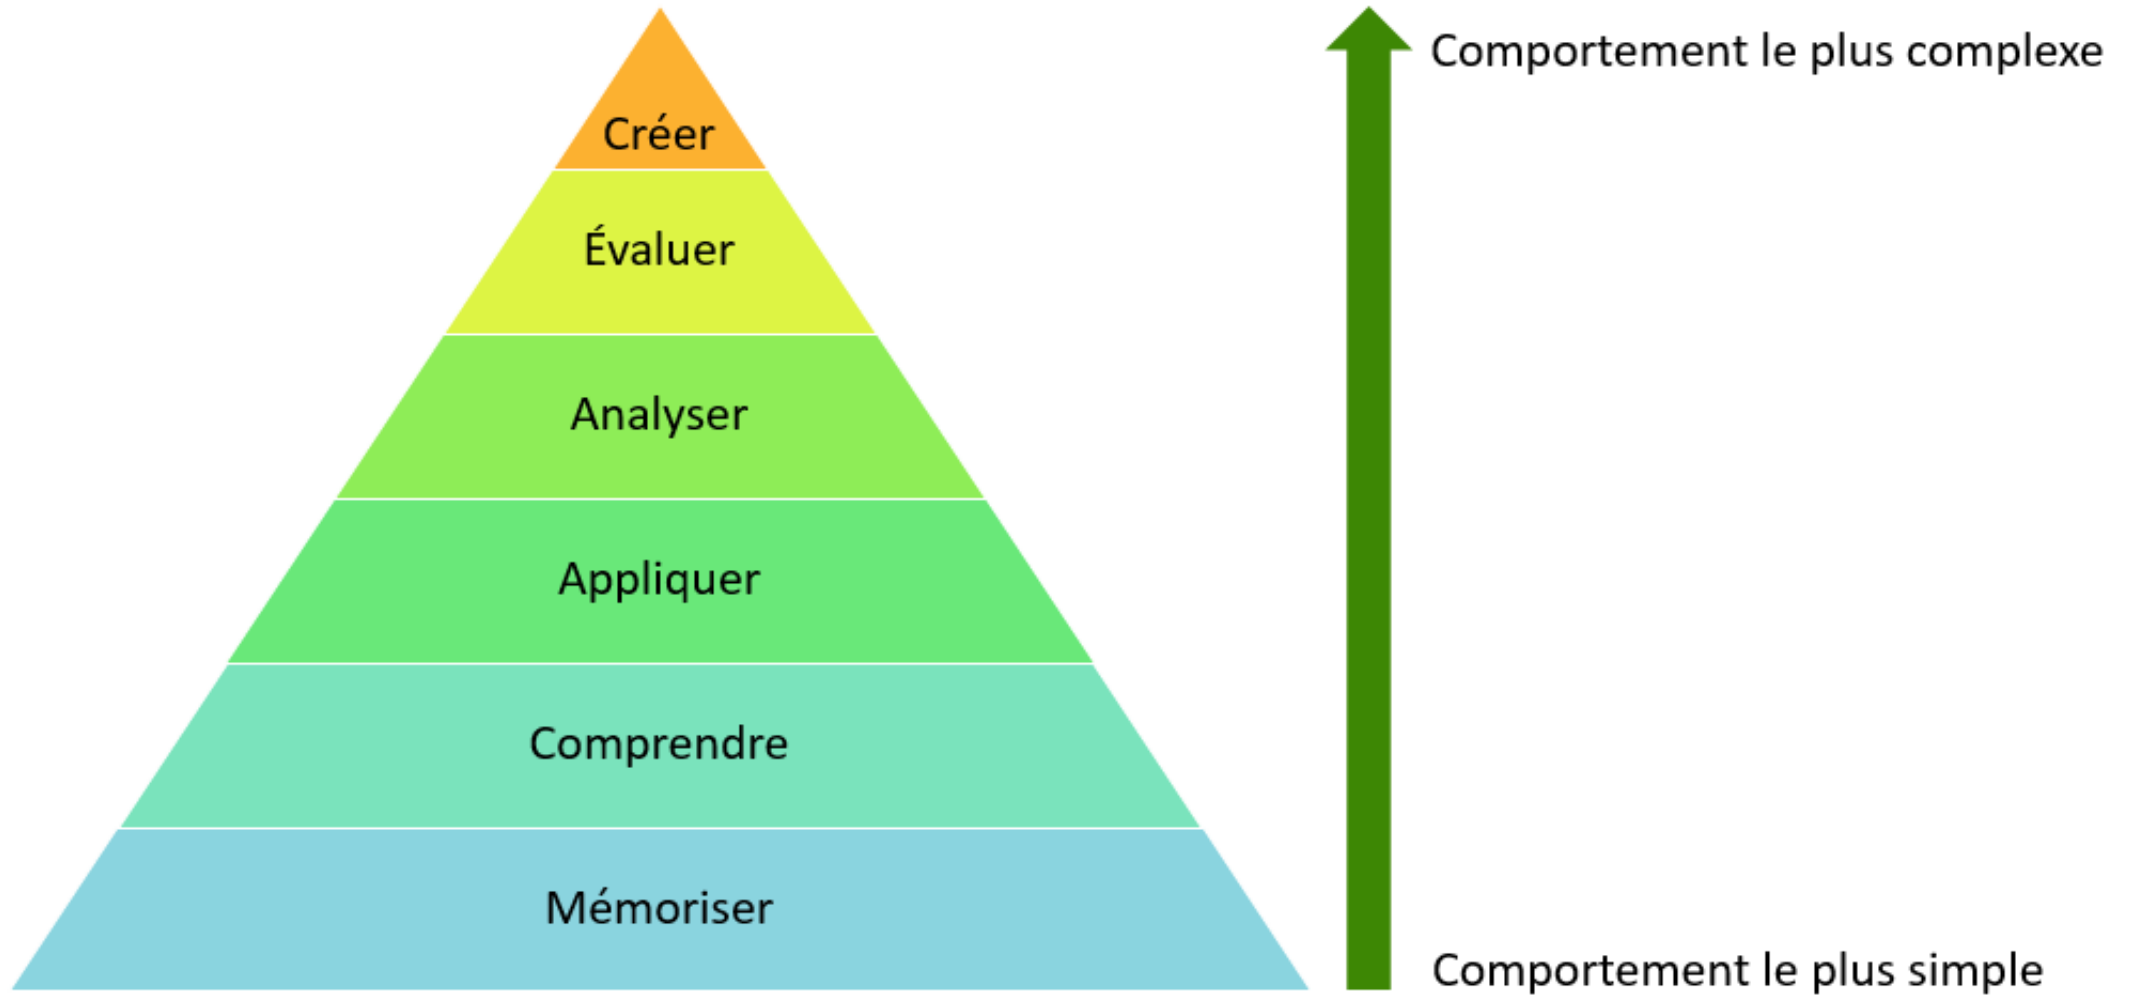 Comportement le plus complexe
Créer
Évaluer
Analyser
Appliquer
Comprendre
Mémoriser
Comportement le plus simple